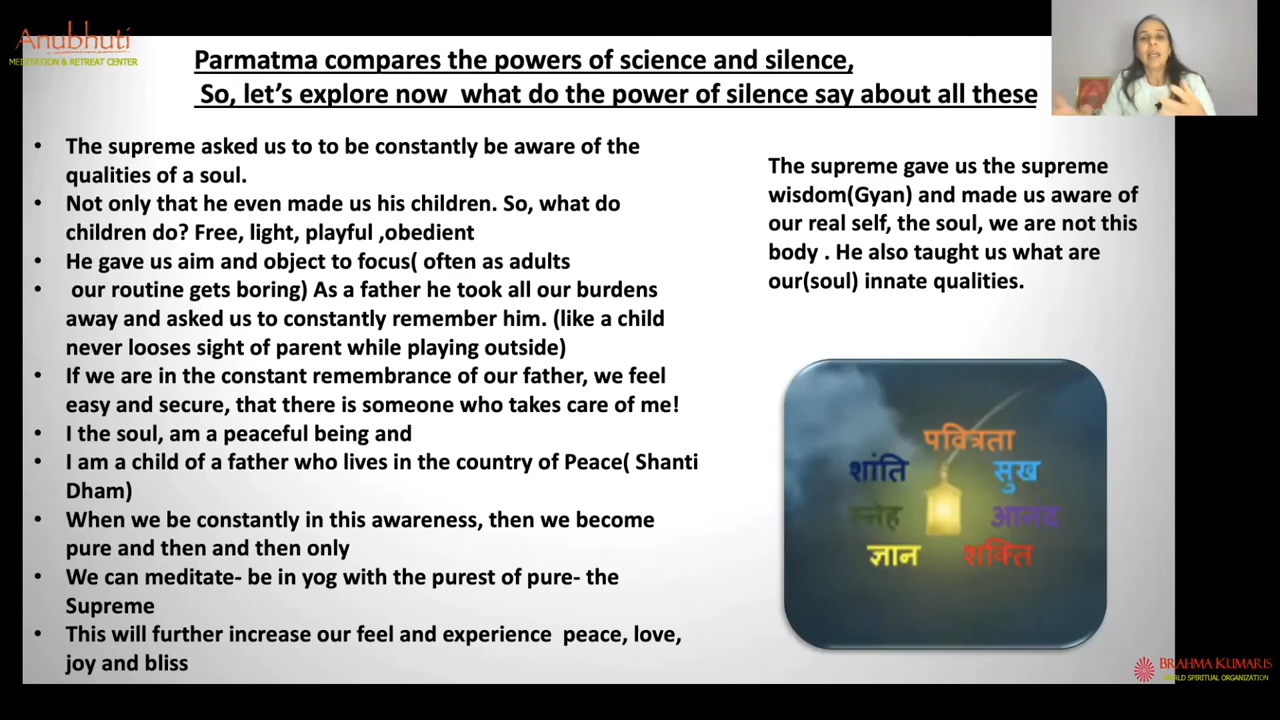 Anubhuti
MEDITATION & RETREAT CENTER
Parmatma compares the powers of science and silence,
So, let's explore now what do the power of silence say about all these
• The supreme asked us to to be constantly be aware of the
qualities of a soul.
• Not only that he even made us his children. So, what do
children do? Free, light, playful ,obedient
• He gave us aim and object to focus( often as adults
• our routine gets boring) As a father he took all our burdens
away and asked us to constantly remember him. (like a child
never looses sight of parent while playing outside)
• If we are in the constant remembrance of our father, we feel
easy and secure, that there is someone who takes care of me!
• I the soul, am a peaceful being and
• I am a child of a father who lives in the country of Peace( Shanti
Dham)
• When we be constantly in this awareness, then we become
pure and then and then only
• We can meditate- be in yog with the purest of pure- the
Supreme
• This will further increase our feel and experience peace, love,
joy and bliss
The supreme gave us the supreme
wisdom(Gyan) and made us aware of
our real self, the soul, we are not this
body . He also taught us what are
our(soul) innate qualities.
पवित्रता
शांति सुख
स्नेह आनंद
ज्ञान शक्ति
BRAHMA KUMARIS
WORLD SPIRITUAL ORGANIZATION